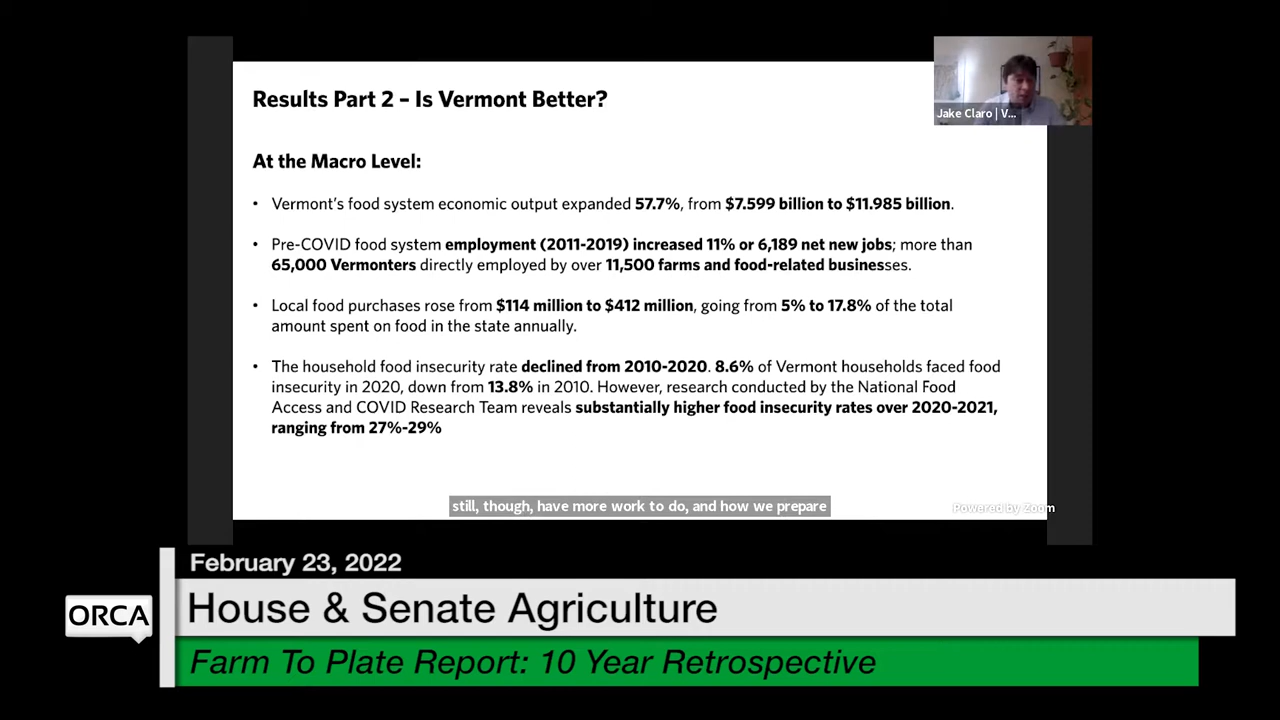 Results Part 2 – Is Vermont Better?
Jake Claro | V...
At the Macro Level:
• Vermont's food system economic output expanded 57.7%, from $7.599 billion to $11.985 billion.
• Pre-COVID food system employment (2011-2019) increased 11% or 6,189 net new jobs; more than
65,000 Vermonters directly employed by over 11,500 farms and food-related businesses.
• Local food purchases rose from $114 million to $412 million, going from 5% to 17.8% of the total
amount spent on food in the state annually.
• The household food insecurity rate declined from 2010-2020. 8.6% of Vermont households faced food
insecurity in 2020, down from 13.8% in 2010. However, research conducted by the National Food
Access and COVID Research Team reveals substantially higher food insecurity rates over 2020-2021,
ranging from 27%-29%
still, though, have more work to do, and how we prepare
Powered by Zoom
February 23, 2022
ORCA
House & Senate Agriculture
Farm To Plate Report: 10 Year Retrospective